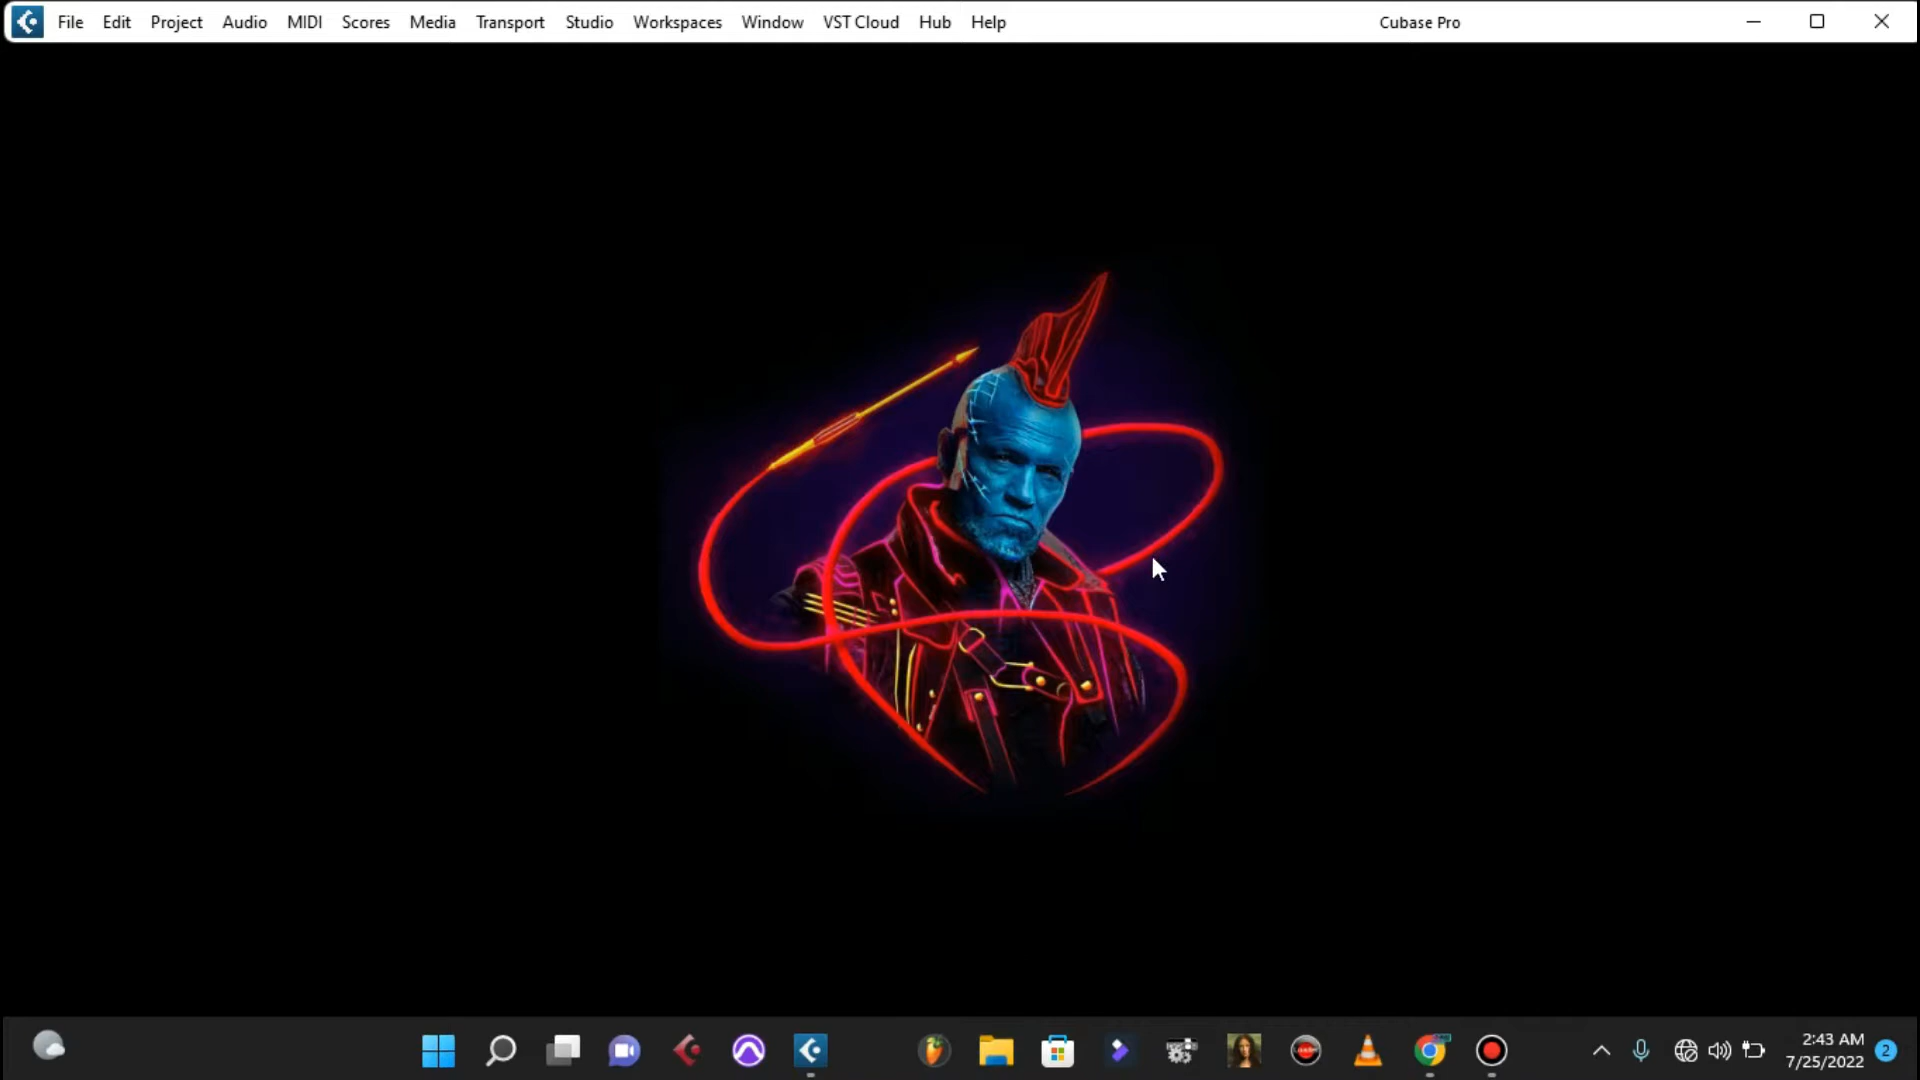 File Edit Project Audio MIDI Scores Media Transport Studio Workspaces Window VST Cloud Hub Help Cubase Pro
2:43 AM
7/25/2022
2